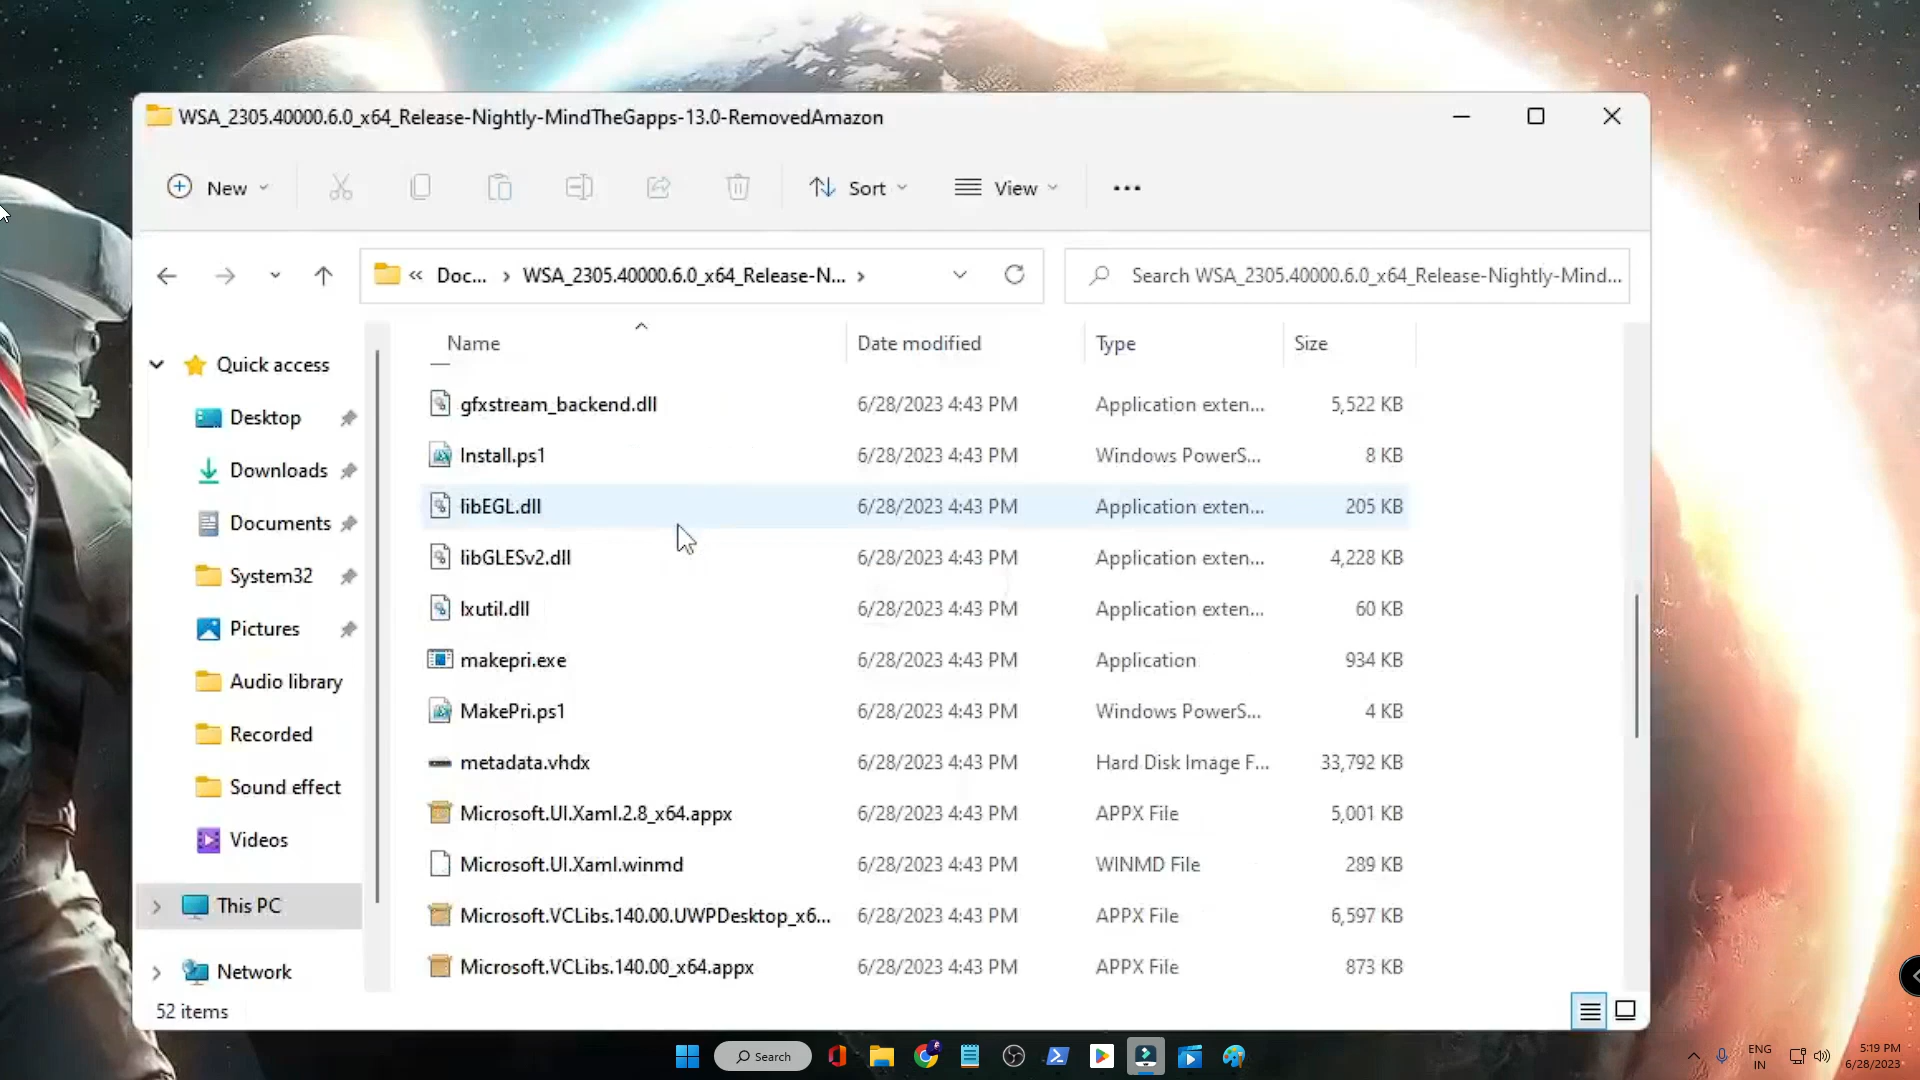 WSA_2305.40000.6.0_x64_Release-Nightly-MindTheGapps-13.0-RemovedAmazon
New Sort View •••
« Doc... › WSA_2305.40000.6.0_x64_Release-N... › Search WSA_2305.40000.6.0_x64_Release-Nightly-Mind...
Name Date modified Type Size
Quick access
Desktop
Downloads
Documents
System32
Pictures
Audio library
Recorded
Sound effect
Videos
This PC
Network
gfxstream_backend.dll 6/28/2023 4:43 PM Application exten... 5,522 KB
Install.ps1 6/28/2023 4:43 PM Windows PowerS... 8 KB
libEGL.dll 6/28/2023 4:43 PM Application exten... 205 KB
libGLESv2.dll 6/28/2023 4:43 PM Application exten... 4,228 KB
lxutil.dll 6/28/2023 4:43 PM Application exten... 60 KB
makepri.exe 6/28/2023 4:43 PM Application 934 KB
MakePri.ps1 6/28/2023 4:43 PM Windows PowerS... 4 KB
metadata.vhdx 6/28/2023 4:43 PM Hard Disk Image F... 33,792 KB
Microsoft.UI.Xaml.2.8_x64.appx 6/28/2023 4:43 PM APPX File 5,001 KB
Microsoft.UI.Xaml.winmd 6/28/2023 4:43 PM WINMD File 289 KB
Microsoft.VCLibs.140.00.UWPDesktop_x6... 6/28/2023 4:43 PM APPX File 6,597 KB
Microsoft.VCLibs.140.00_x64.appx 6/28/2023 4:43 PM APPX File 873 KB
52 items
Search
ENG
IN
5:19 PM
6/28/2023